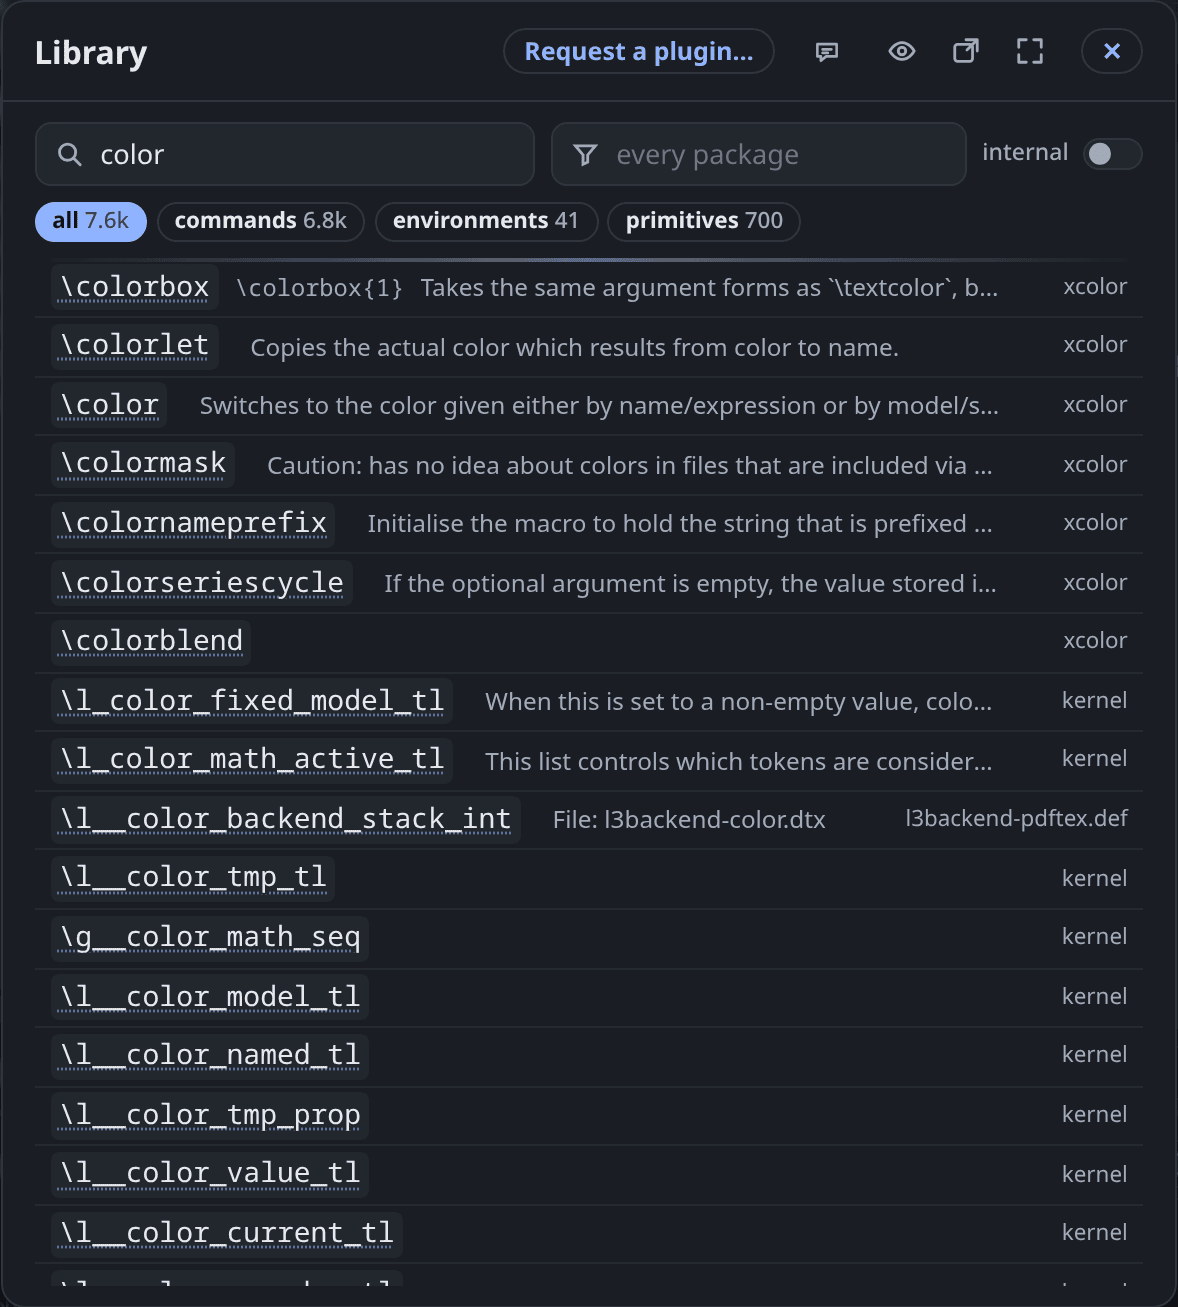 Library
Request a plugin...
color
every package
internal
all 7.6k
commands 6.8k
environments 41
primitives 700
\colorbox \colorbox{1} Takes the same argument forms as `\textcolor`, b... xcolor
\colorlet Copies the actual color which results from color to name. xcolor
\color Switches to the color given either by name/expression or by model/s... xcolor
\colormask Caution: has no idea about colors in files that are included via ... xcolor
\colornameprefix Initialise the macro to hold the string that is prefixed ... xcolor
\colorseriescycle If the optional argument is empty, the value stored i... xcolor
\colorblend xcolor
\l_color_fixed_model_tl When this is set to a non-empty value, colo... kernel
\l_color_math_active_tl This list controls which tokens are consider... kernel
\l__color_backend_stack_int File: l3backend-color.dtx l3backend-pdftex.def
\l__color_tmp_tl kernel
\g__color_math_seq kernel
\l__color_model_tl kernel
\l__color_named_tl kernel
\l__color_tmp_prop kernel
\l__color_value_tl kernel
\l__color_current_tl kernel